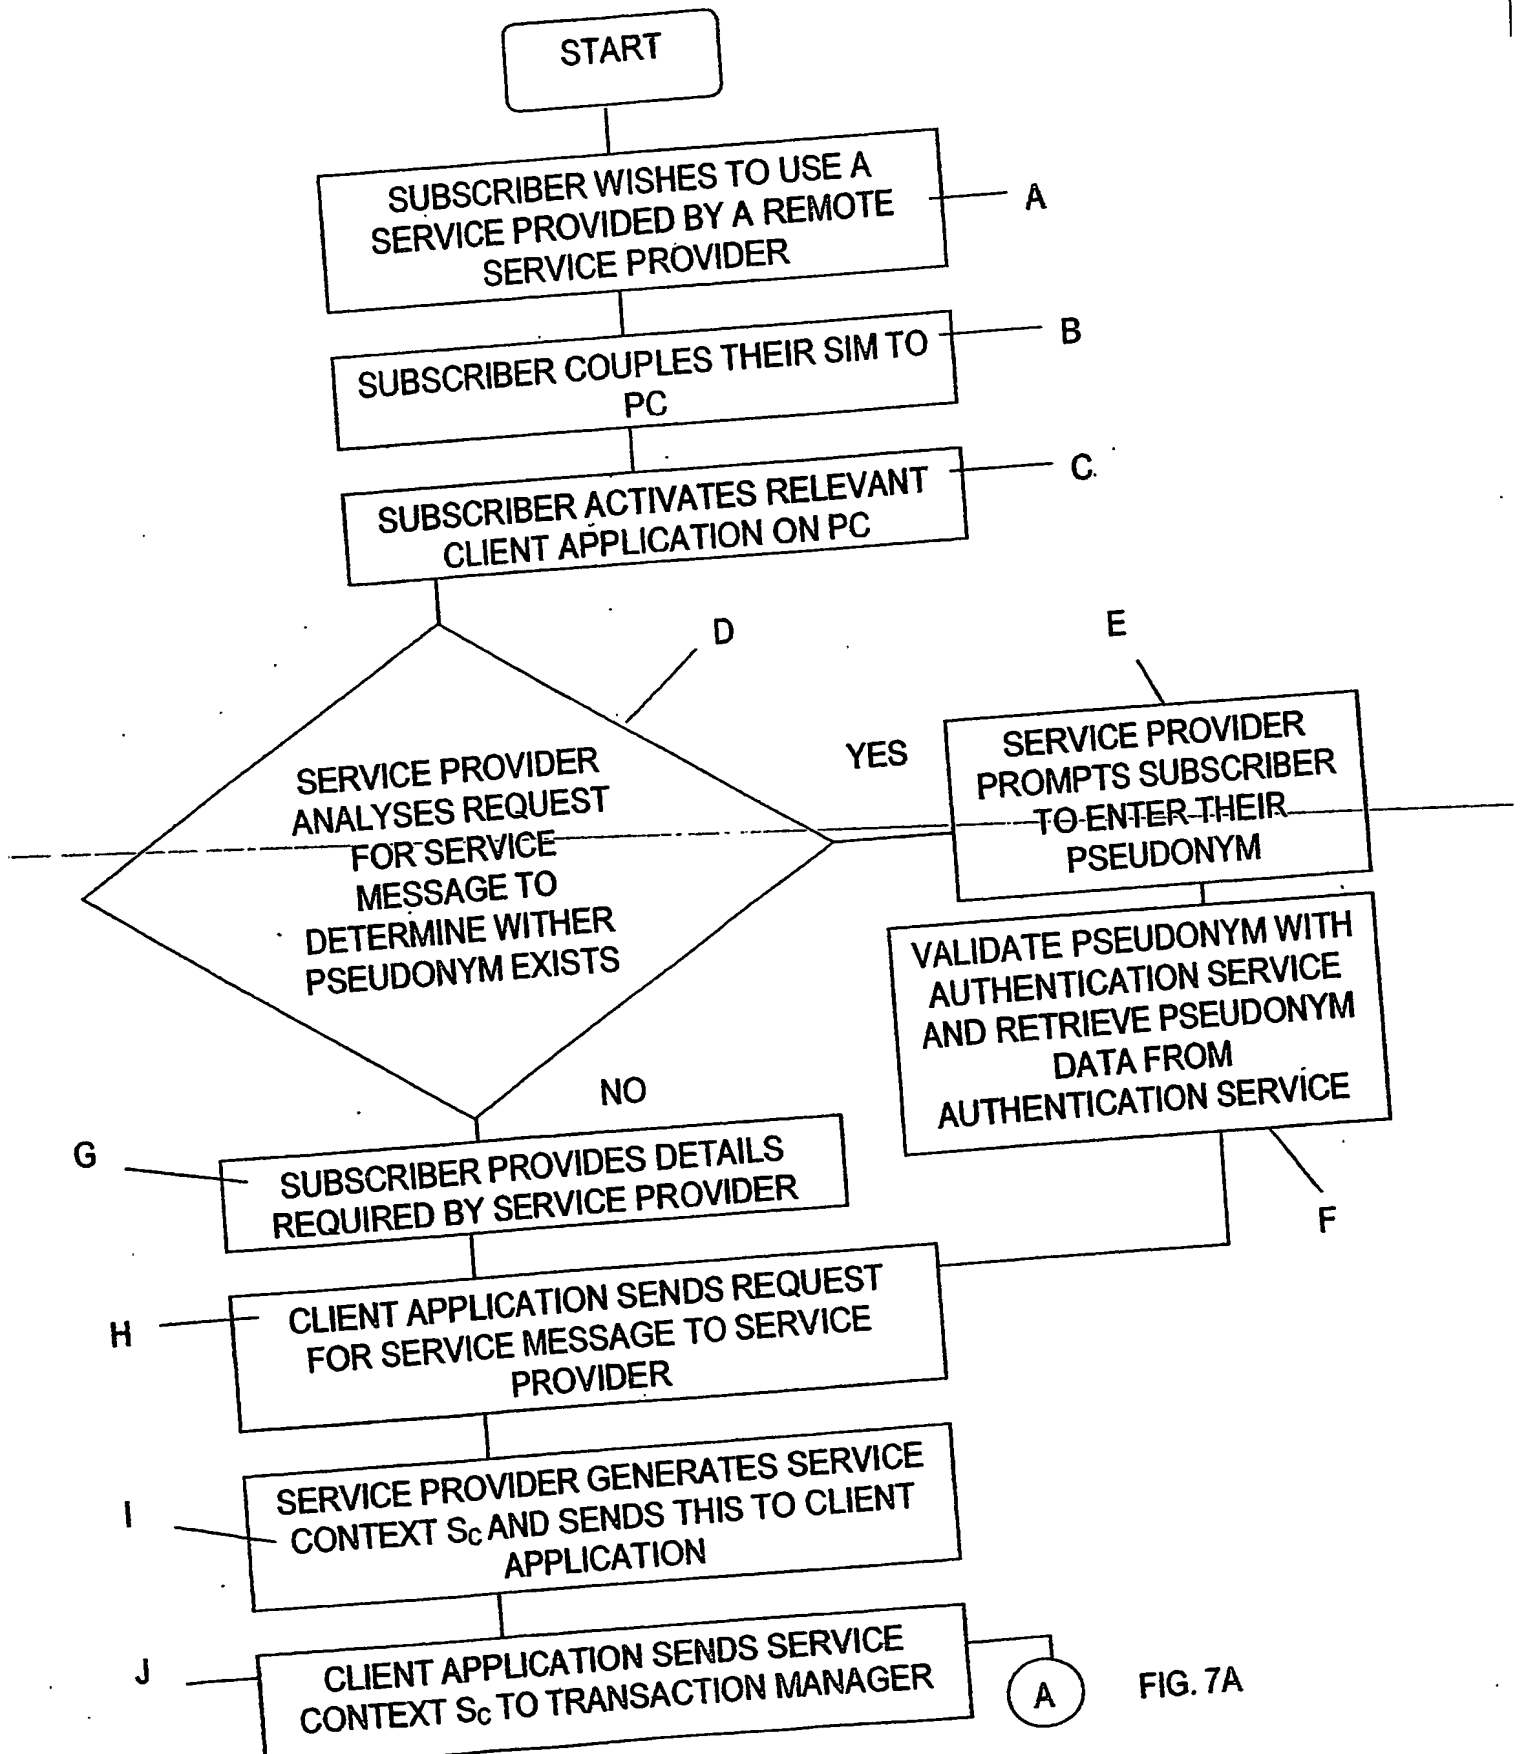 START
SUBSCRIBER WISHES TO USE A
SERVICE PROVIDED BY A REMOTE
SERVICE PROVIDER
A
SUBSCRIBER COUPLES THEIR SIM TO
PC
B
SUBSCRIBER ACTIVATES RELEVANT
CLIENT APPLICATION ON PC
C
D
SERVICE PROVIDER
ANALYSES REQUEST
FOR SERVICE
MESSAGE TO
DETERMINE WITHER
PSEUDONYM EXISTS
YES
E
SERVICE PROVIDER
PROMPTS SUBSCRIBER
TO ENTER THEIR
PSEUDONYM
VALIDATE PSEUDONYM WITH
AUTHENTICATION SERVICE
AND RETRIEVE PSEUDONYM
DATA FROM
AUTHENTICATION SERVICE
F
NO
G
SUBSCRIBER PROVIDES DETAILS
REQUIRED BY SERVICE PROVIDER
H
CLIENT APPLICATION SENDS REQUEST
FOR SERVICE MESSAGE TO SERVICE
PROVIDER
I
SERVICE PROVIDER GENERATES SERVICE
CONTEXT Sc AND SENDS THIS TO CLIENT
APPLICATION
J
CLIENT APPLICATION SENDS SERVICE
CONTEXT Sc TO TRANSACTION MANAGER
A
FIG. 7A